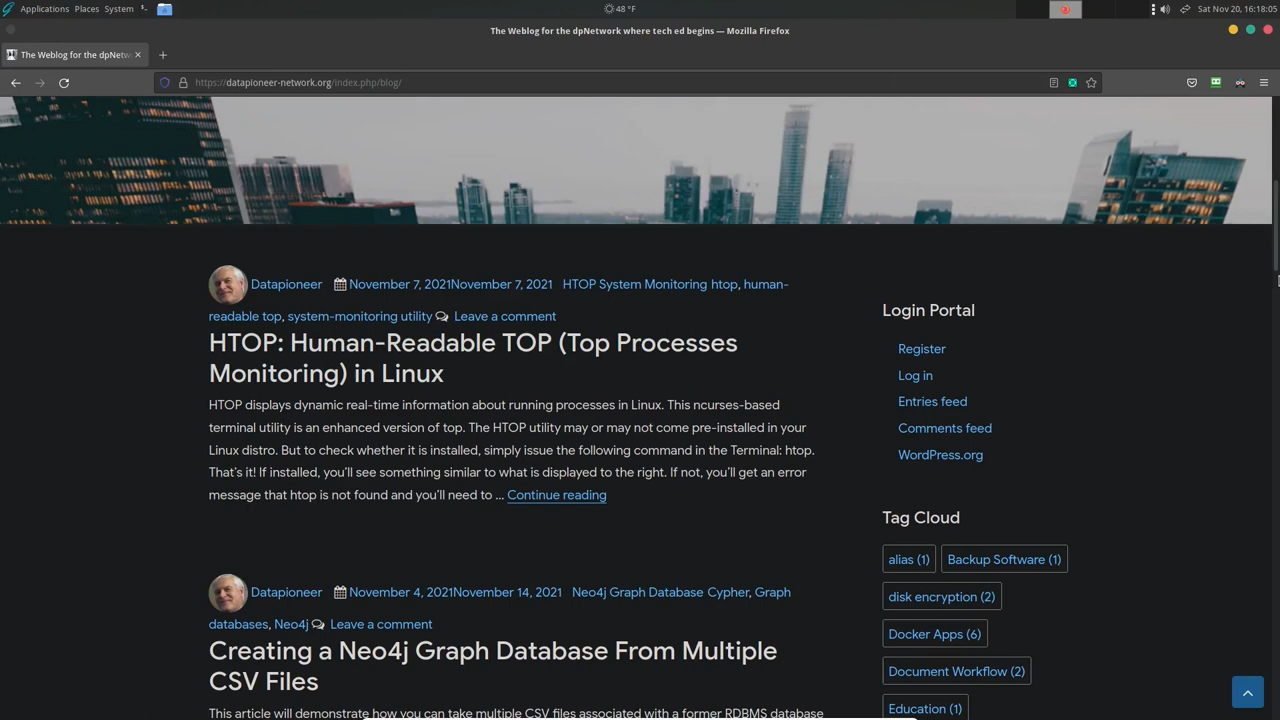 Applications Places System
48 °F
Sat Nov 20, 16:18:05
The Weblog for the dpNetwork where tech ed begins — Mozilla Firefox
The Weblog for the dpNetw
https://datapioneer-network.org/index.php/blog/
Datapioneer November 7, 2021November 7, 2021 HTOP System Monitoring htop, human-
readable top, system-monitoring utility Leave a comment
HTOP: Human-Readable TOP (Top Processes
Monitoring) in Linux
HTOP displays dynamic real-time information about running processes in Linux. This ncurses-based
terminal utility is an enhanced version of top. The HTOP utility may or may not come pre-installed in your
Linux distro. But to check whether it is installed, simply issue the following command in the Terminal: htop.
That's it! If installed, you'll see something similar to what is displayed to the right. If not, you'll get an error
message that htop is not found and you'll need to … Continue reading
Datapioneer November 4, 2021November 14, 2021 Neo4j Graph Database Cypher, Graph
databases, Neo4j Leave a comment
Creating a Neo4j Graph Database From Multiple
CSV Files
This article will demonstrate how you can take multiple CSV files associated with a former RDBMS database
Login Portal
Register
Log in
Entries feed
Comments feed
WordPress.org
Tag Cloud
alias (1) Backup Software (1)
disk encryption (2)
Docker Apps (6)
Document Workflow (2)
Education (1)